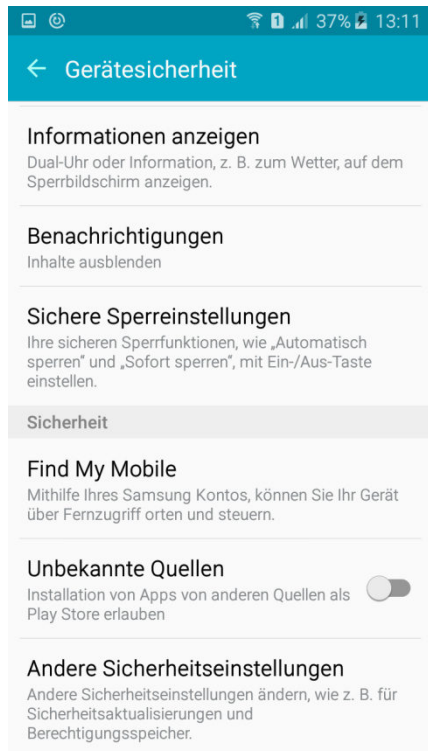 1 37% 13:11
Gerätesicherheit
Informationen anzeigen
Dual-Uhr oder Information, z. B. zum Wetter, auf dem
Sperrbildschirm anzeigen.
Benachrichtigungen
Inhalte ausblenden
Sichere Sperreinstellungen
Ihre sicheren Sperrfunktionen, wie „Automatisch
sperren" und „Sofort sperren", mit Ein-/Aus-Taste
einstellen.
Sicherheit
Find My Mobile
Mithilfe Ihres Samsung Kontos, können Sie Ihr Gerät
über Fernzugriff orten und steuern.
Unbekannte Quellen
Installation von Apps von anderen Quellen als
Play Store erlauben
Andere Sicherheitseinstellungen
Andere Sicherheitseinstellungen ändern, wie z. B. für
Sicherheitsaktualisierungen und
Berechtigungsspeicher.